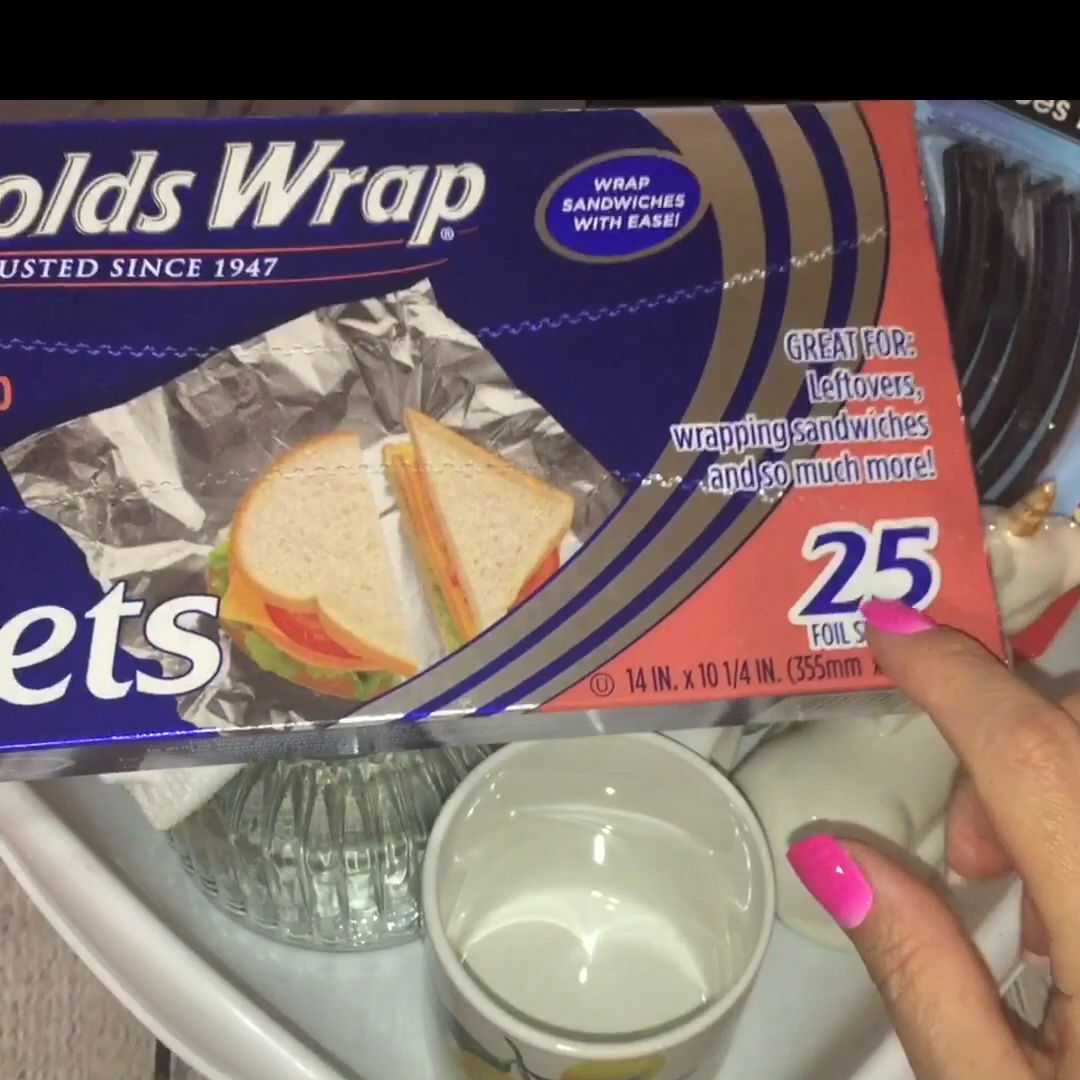 olds Wrap®
USTED SINCE 1947
WRAP
SANDWICHES
WITH EASE!
GREAT FOR:
Leftovers,
wrapping sandwiches
and so much more!
25
FOIL S
ets
U 14 IN. x 10 1/4 IN. (355mm x